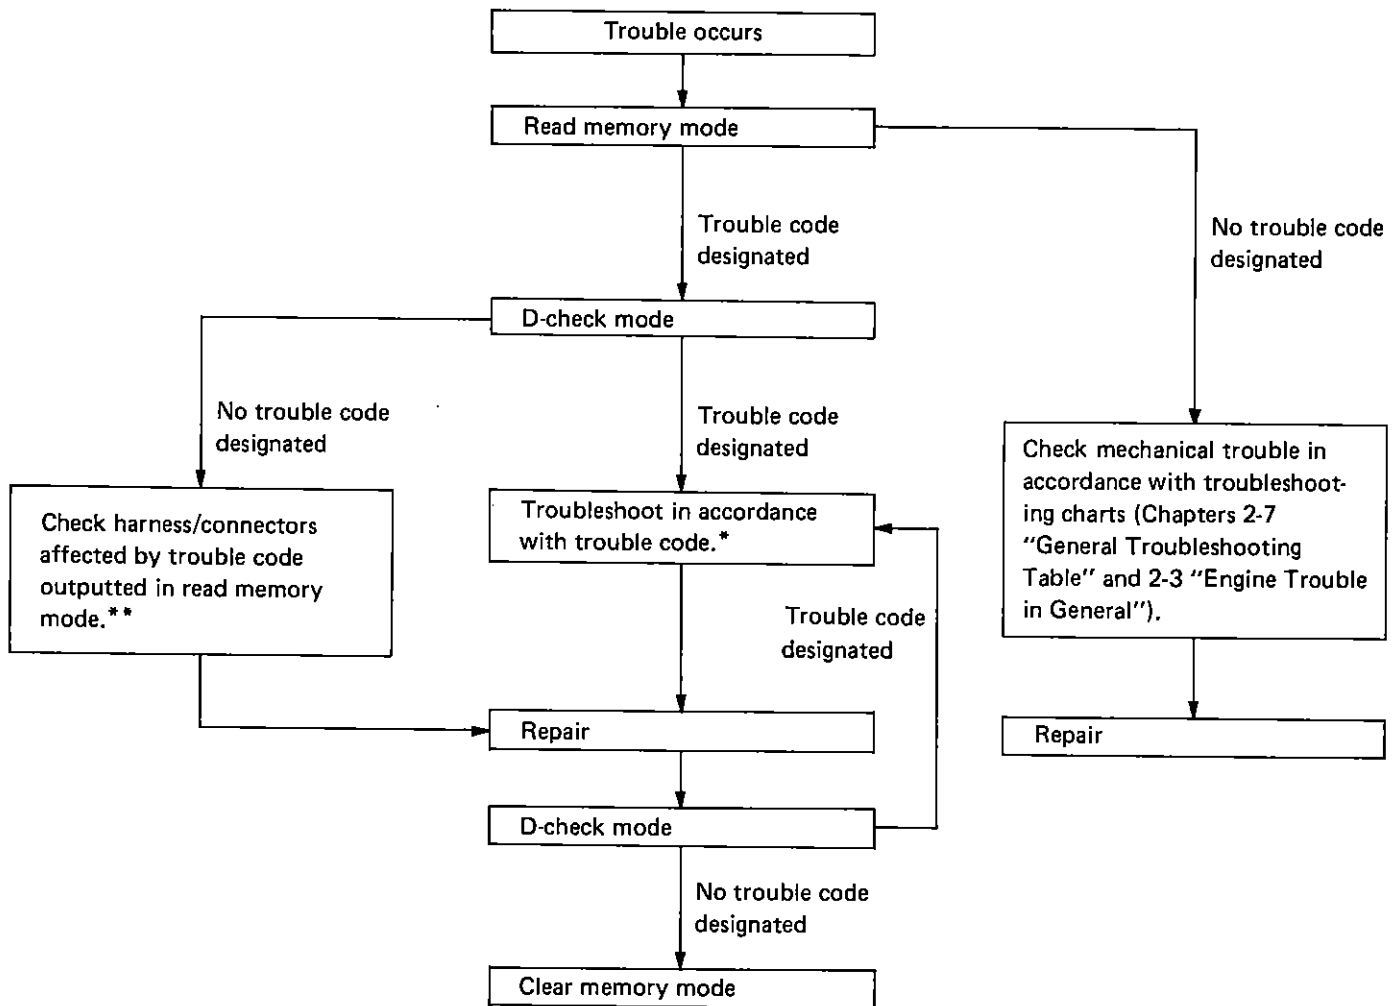 Trouble occurs
Read memory mode
Trouble code
designated
No trouble code
designated
D-check mode
No trouble code
designated
Trouble code
designated
Check harness/connectors
affected by trouble code
outputted in read memory
mode.**
Troubleshoot in accordance
with trouble code.*
Check mechanical trouble in
accordance with troubleshoot-
ing charts (Chapters 2-7
"General Troubleshooting
Table" and 2-3 "Engine Trouble
in General").
Trouble code
designated
Repair
Repair
D-check mode
No trouble code
designated
Clear memory mode